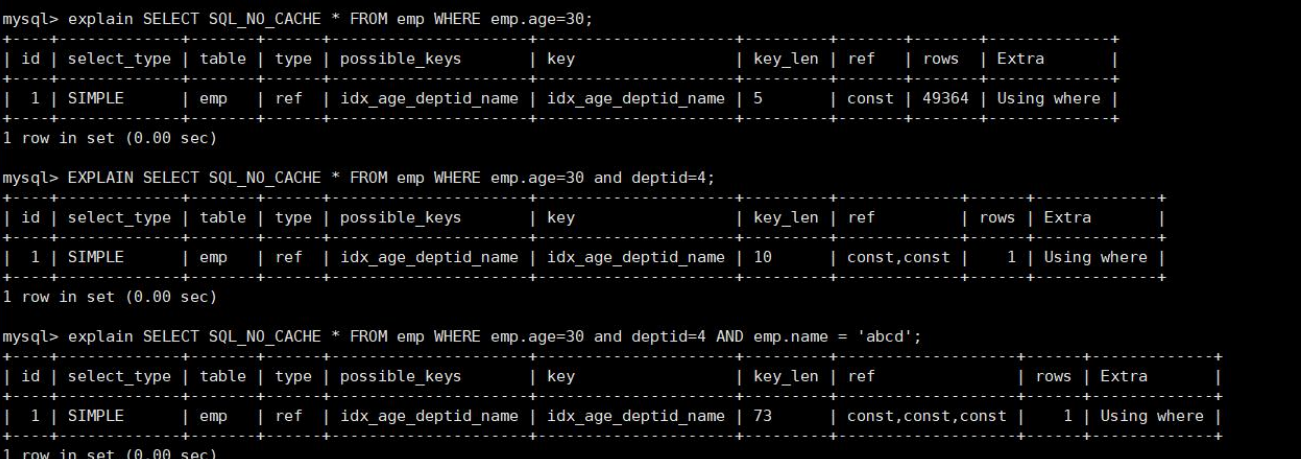 mysql> explain SELECT SQL_NO_CACHE * FROM emp WHERE emp.age=30;
+----+-------------+-------+------+---------------------+---------------------+---------+-------+-------+-------------+
| id | select_type | table | type | possible_keys       | key                 | key_len | ref   | rows  | Extra       |
+----+-------------+-------+------+---------------------+---------------------+---------+-------+-------+-------------+
|  1 | SIMPLE      | emp   | ref  | idx_age_deptid_name | idx_age_deptid_name | 5       | const | 49364 | Using where |
+----+-------------+-------+------+---------------------+---------------------+---------+-------+-------+-------------+
1 row in set (0.00 sec)
mysql> EXPLAIN SELECT SQL_NO_CACHE * FROM emp WHERE emp.age=30 and deptid=4;
+----+-------------+-------+------+---------------------+---------------------+---------+-------------+------+-------------+
| id | select_type | table | type | possible_keys       | key                 | key_len | ref         | rows | Extra       |
+----+-------------+-------+------+---------------------+---------------------+---------+-------------+------+-------------+
|  1 | SIMPLE      | emp   | ref  | idx_age_deptid_name | idx_age_deptid_name | 10      | const,const |    1 | Using where |
+----+-------------+-------+------+---------------------+---------------------+---------+-------------+------+-------------+
1 row in set (0.00 sec)
mysql> explain SELECT SQL_NO_CACHE * FROM emp WHERE emp.age=30 and deptid=4 AND emp.name = 'abcd';
+----+-------------+-------+------+---------------------+---------------------+---------+-------------------+------+-------------+
| id | select_type | table | type | possible_keys       | key                 | key_len | ref               | rows | Extra       |
+----+-------------+-------+------+---------------------+---------------------+---------+-------------------+------+-------------+
|  1 | SIMPLE      | emp   | ref  | idx_age_deptid_name | idx_age_deptid_name | 73      | const,const,const |    1 | Using where |
+----+-------------+-------+------+---------------------+---------------------+---------+-------------------+------+-------------+
1 row in set (0.00 sec)